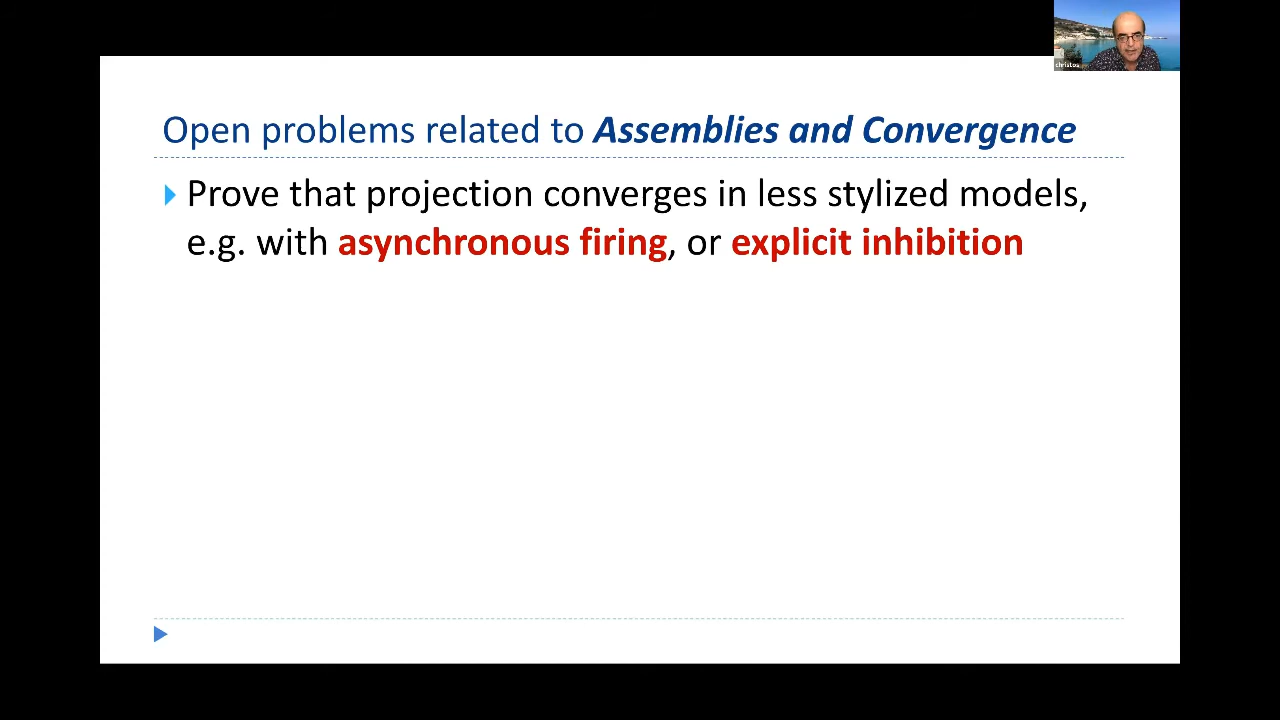 christos
Open problems related to Assemblies and Convergence
Prove that projection converges in less stylized models,
e.g. with asynchronous firing, or explicit inhibition